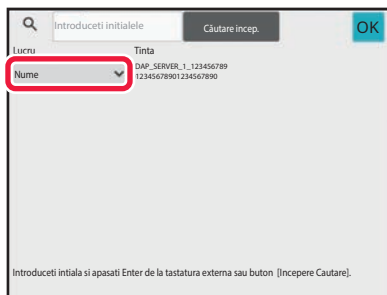 Introduceti initialele
Căutare incep.
OK
Lucru
Tinta
Nume
DAP_SERVER_1_123456789
12345678901234567890
Introduceti intiala si apasati Enter de la tastatura externa sau buton [Incepere Cautare].